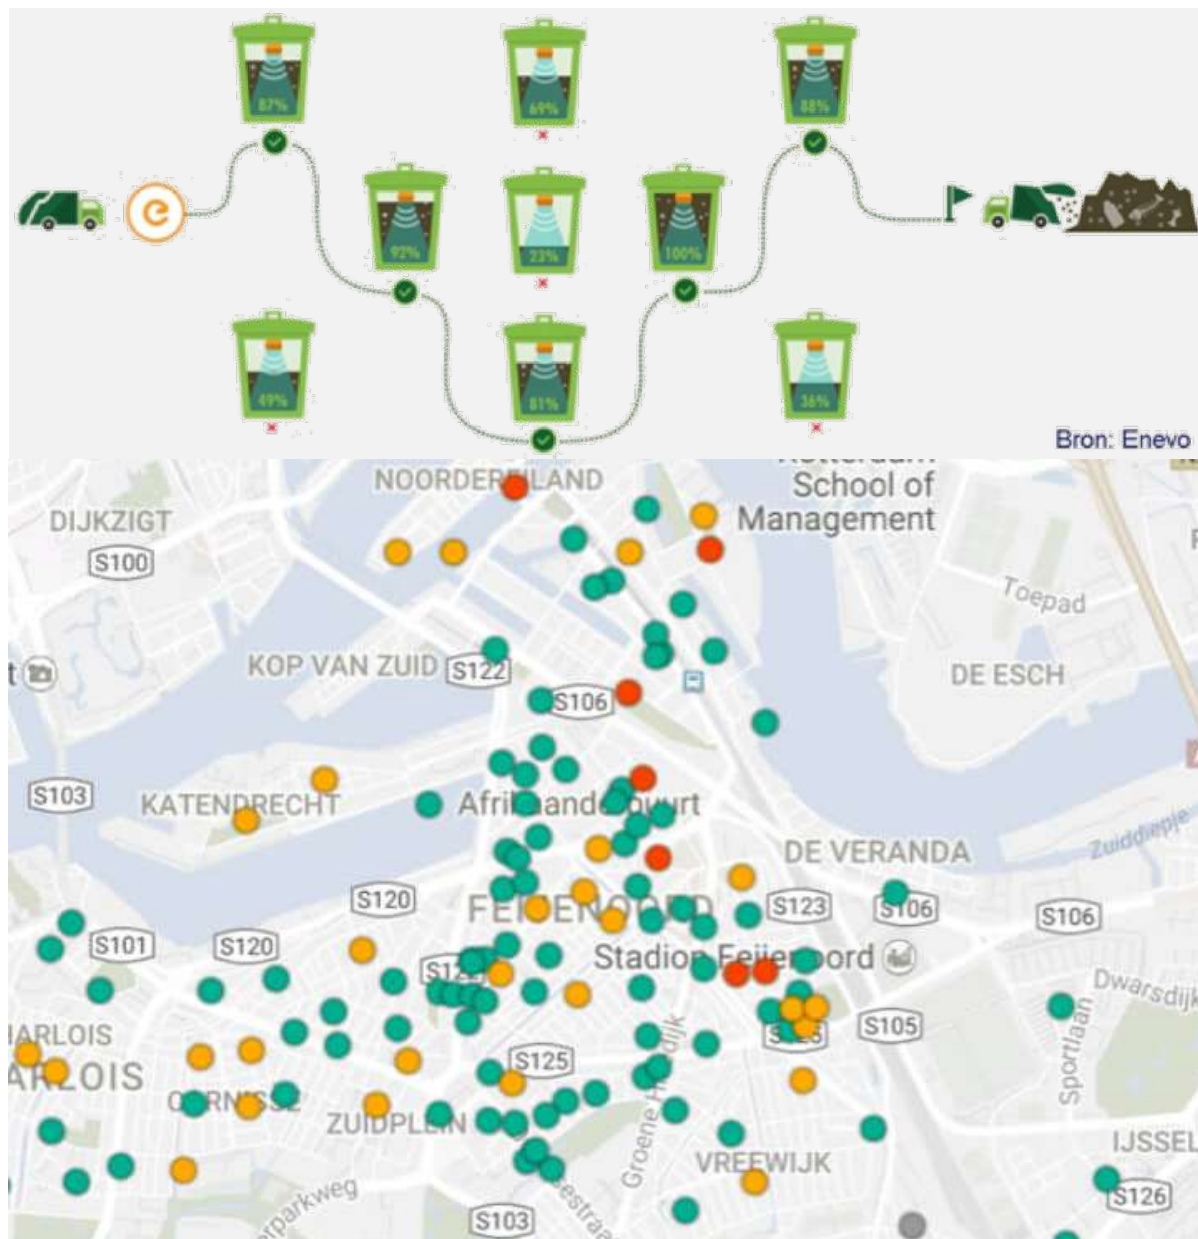 87%
69%
88%
92%
23%
100%
49%
81%
36%
Bron: Enevo
School of
Management
DIJKZIGT
S100
Toepad
KOP VAN ZUID
S122
S106
DE ESCH
S103
KATENDRECHT
Zuiddiepje
DE VERANDA
S120
S123
S106
S106
S101
S120
Dwarsdijk
S105
S125
Sportlaan
ZUIDPLEIN
VREEWIJK
IJSSEL
S126
erparkweg
S103